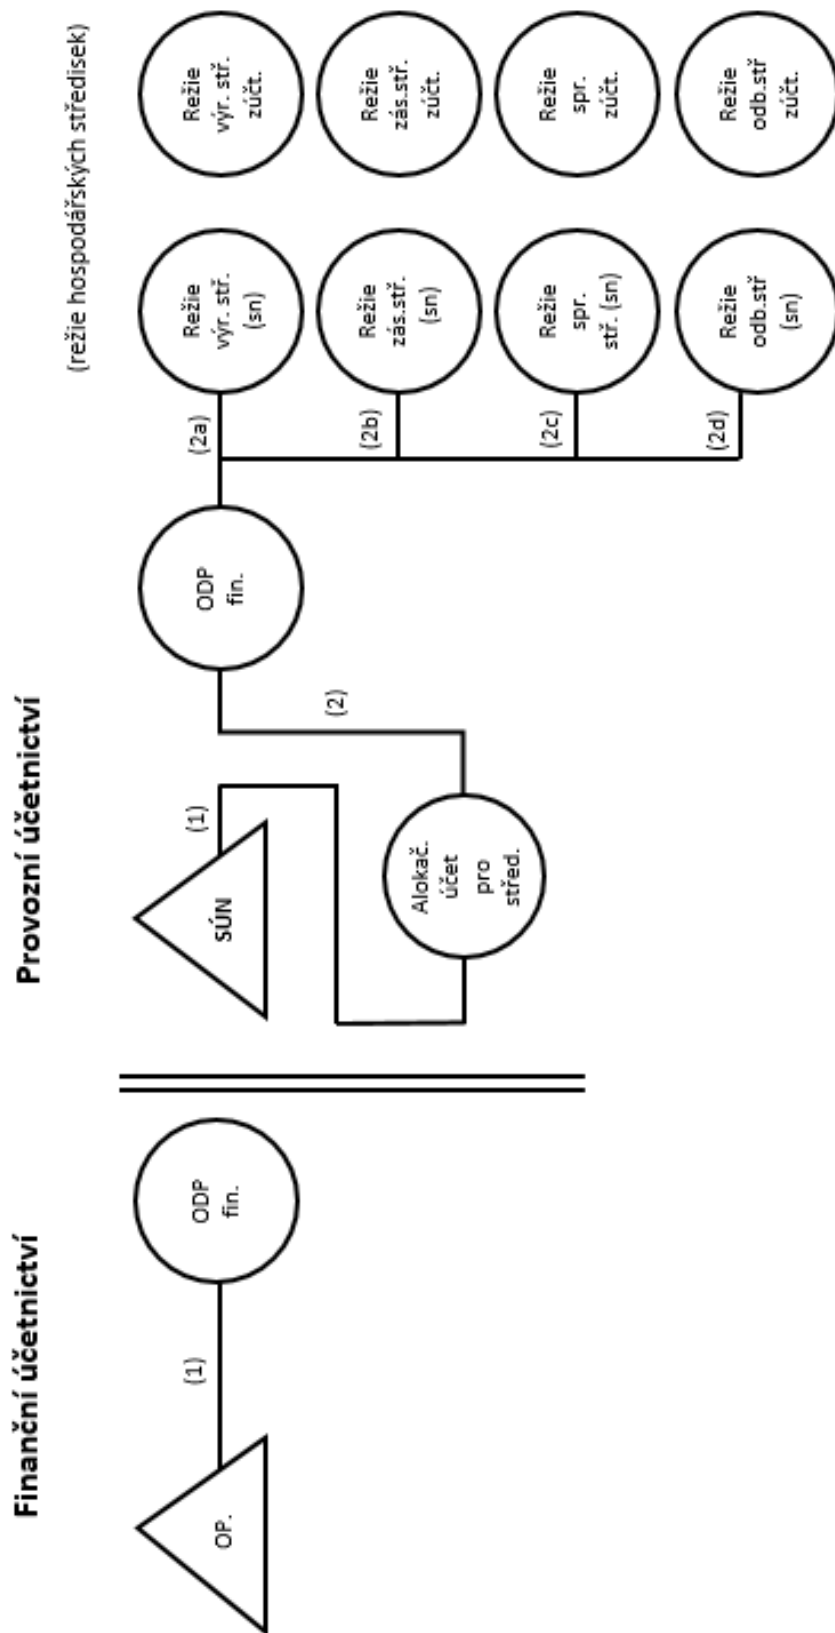 Finanční účetnictví
Provozní účetnictví
(režie hospodářských středisek)
OP.
(1)
ODP
fin.
SÚN
(1)
Alokač.
účet
pro
střed.
(2)
ODP
fin.
(2a)
Režie
výr. stř.
(sn)
Režie
výr. stř.
zúčt.
(2b)
Režie
zás.stř.
(sn)
Režie
zás.stř.
zúčt.
(2c)
Režie
spr.
stř. (sn)
Režie
spr.
zúčt.
(2d)
Režie
odb.stř
(sn)
Režie
odb.stř
zúčt.